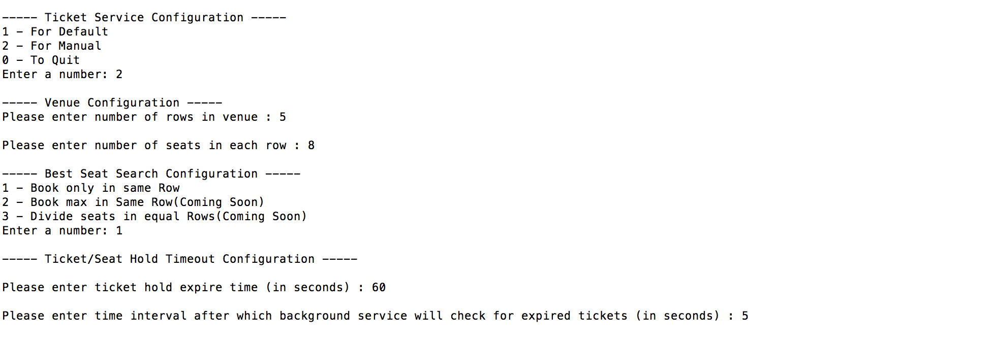 ----- Ticket Service Configuration -----
1 - For Default
2 - For Manual
0 - To Quit
Enter a number: 2
----- Venue Configuration -----
Please enter number of rows in venue : 5
Please enter number of seats in each row : 8
----- Best Seat Search Configuration -----
1 - Book only in same Row
2 - Book max in Same Row(Coming Soon)
3 - Divide seats in equal Rows(Coming Soon)
Enter a number: 1
----- Ticket/Seat Hold Timeout Configuration -----
Please enter ticket hold expire time (in seconds) : 60
Please enter time interval after which background service will check for expired tickets (in seconds) : 5